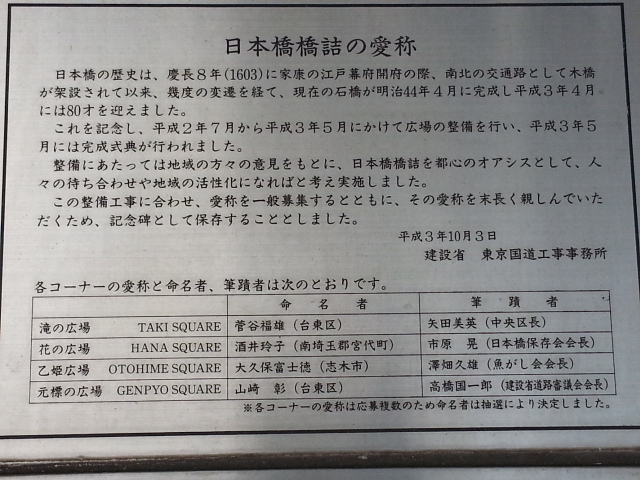 日本橋橋詰の愛称
日本橋の歴史は、慶長8年(1603)に家康の江戸幕府開府の際、南北の交通路として木橋
が架設されて以来、幾度の変遷を経て、現在の石橋が明治44年4月に完成し平成3年4月
には80才を迎えました。
これを記念し、平成2年7月から平成3年5月にかけて広場の整備を行い、平成3年5
月には完成式典が行われました。
整備にあたっては地域の方々の意見をもとに、日本橋橋詰を都心のオアシスとして、人
々の待ち合わせや地域の活性化になればと考え実施しました。
この整備工事に合わせ、愛称を一般募集するとともに、その愛称を末長く親しんでいた
だくため、記念碑として保存することとしました。
平成3年10月3日
建設省 東京国道工事事務所
各コーナーの愛称と命名者、筆蹟者は次のとおりです。
命名者 筆蹟者
滝の広場 TAKI SQUARE 菅谷福雄(台東区) 矢田美英(中央区長)
花の広場 HANA SQUARE 酒井玲子(南埼玉郡宮代町) 市原 晃(日本橋保存会会長)
乙姫広場 OTOHIME SQUARE 大久保富士徳(志木市) 澤畑久雄(魚がし会会長)
元標の広場 GENPYO SQUARE 山崎 彰(台東区) 高橋国一郎(建設省道路審議会会長)
※各コーナーの愛称は応募複数のため命名者は抽選により決定しました。